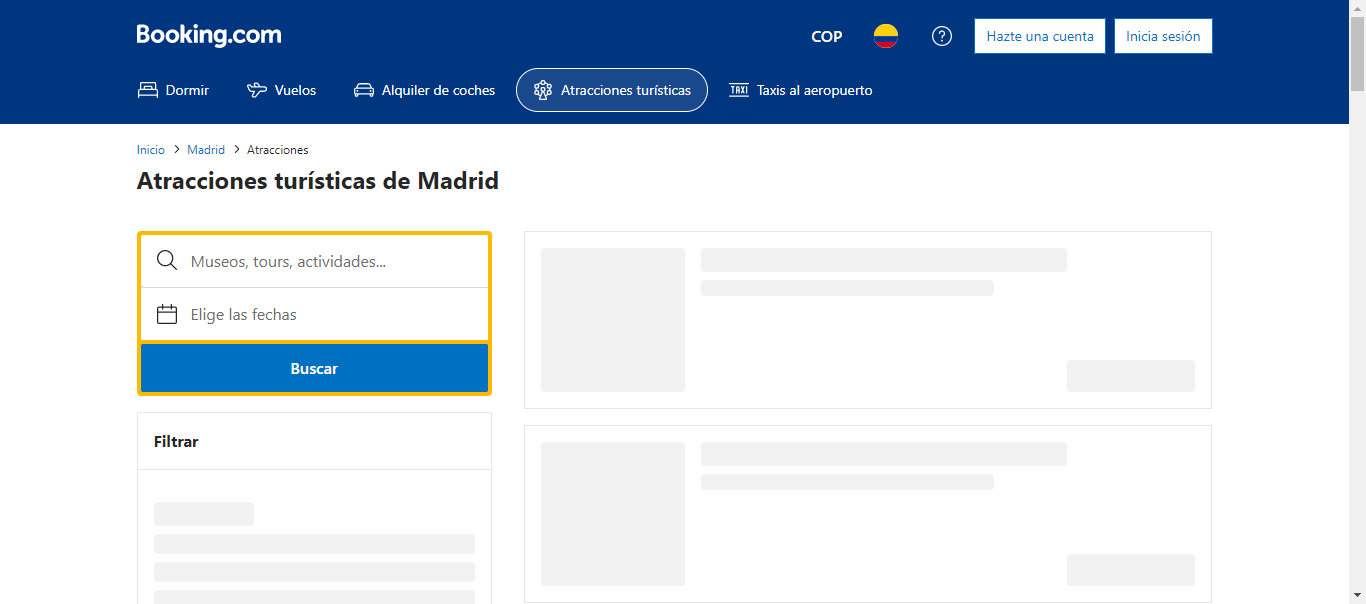 Booking.com
COP
Hazte una cuenta
Inicia sesión
Dormir
Vuelos
Alquiler de coches
Atracciones turísticas
TAXI Taxis al aeropuerto
Inicio > Madrid > Atracciones
Atracciones turísticas de Madrid
Museos, tours, actividades...
Elige las fechas
Buscar
Filtrar